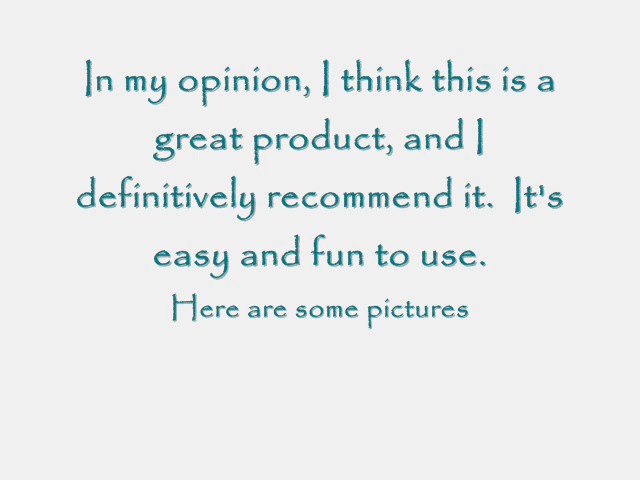 In my opinion, I think this is a
great product, and I
definitively recommend it.  It's
easy and fun to use.
Here are some pictures